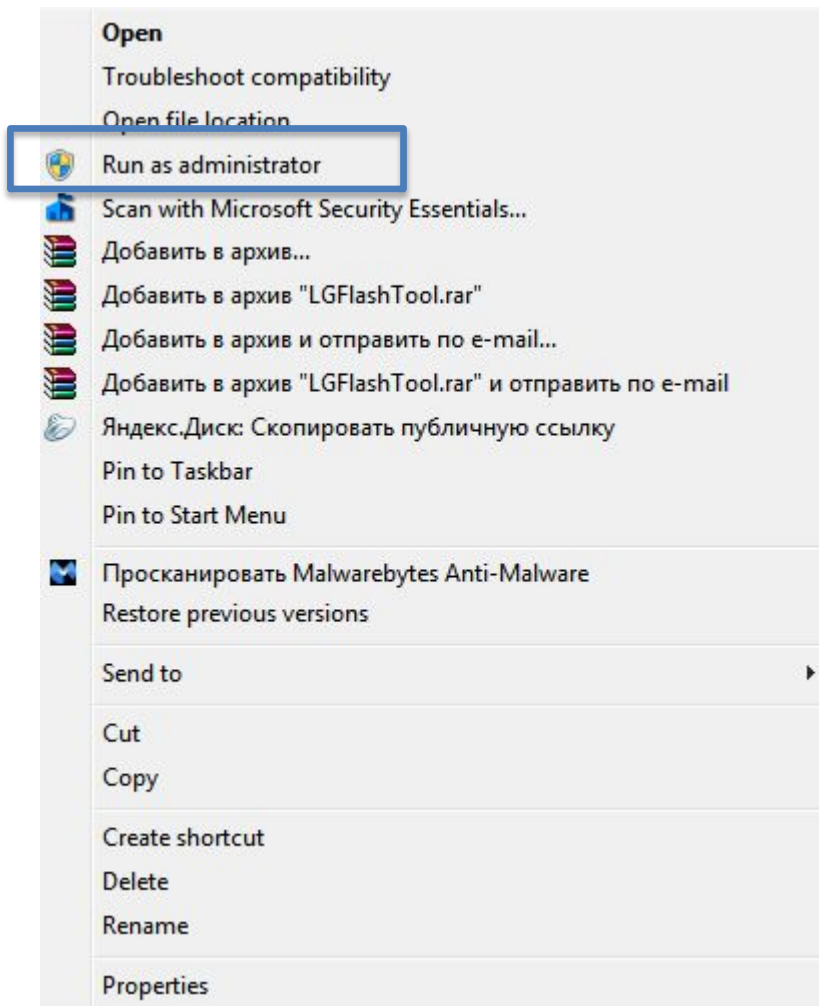 Open
Troubleshoot compatibility
Open file location
Run as administrator
Scan with Microsoft Security Essentials...
Добавить в архив...
Добавить в архив "LGFlashTool.rar"
Добавить в архив и отправить по e-mail...
Добавить в архив "LGFlashTool.rar" и отправить по e-mail
Яндекс.Диск: Скопировать публичную ссылку
Pin to Taskbar
Pin to Start Menu
Просканировать Malwarebytes Anti-Malware
Restore previous versions
Send to
Cut
Copy
Create shortcut
Delete
Rename
Properties